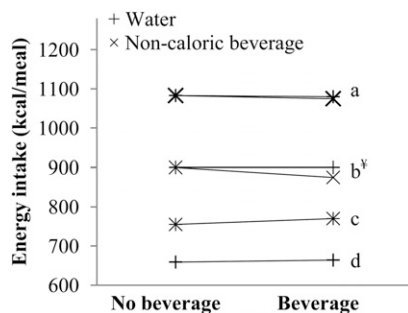 + Water
× Non-caloric beverage
Energy intake (kcal/meal)
1200
1100
1000
900
800
700
600
a
b¥
c
d
No beverage Beverage